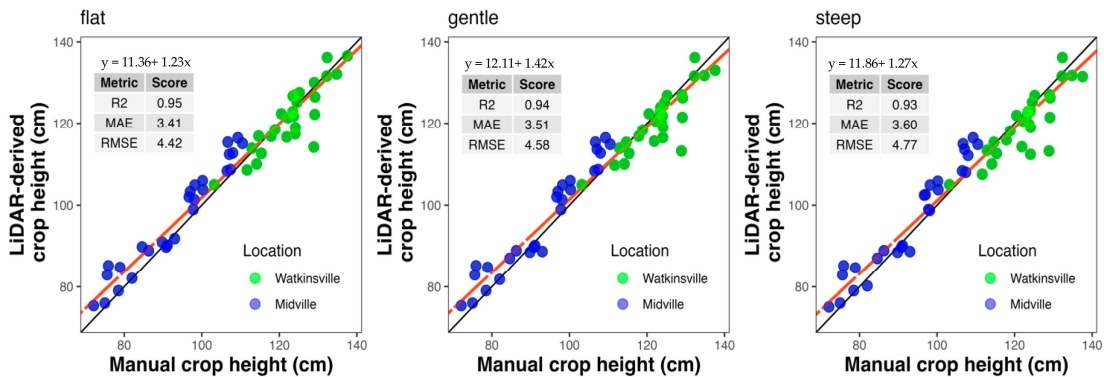 flat
y = 11.36+ 1.23x
Metric Score
R2 0.95
MAE 3.41
RMSE 4.42
140
120
100
80
LiDAR-derived
crop height (cm)
Location
Watkinsville
Midville
80 100 120 140
Manual crop height (cm)
gentle
y = 12.11+ 1.42x
Metric Score
R2 0.94
MAE 3.51
RMSE 4.58
140
120
100
80
LiDAR-derived
crop height (cm)
Location
Watkinsville
Midville
80 100 120 140
Manual crop height (cm)
steep
y = 11.86+ 1.27x
Metric Score
R2 0.93
MAE 3.60
RMSE 4.77
140
120
100
80
LiDAR-derived
crop height (cm)
Location
Watkinsville
Midville
80 100 120 140
Manual crop height (cm)